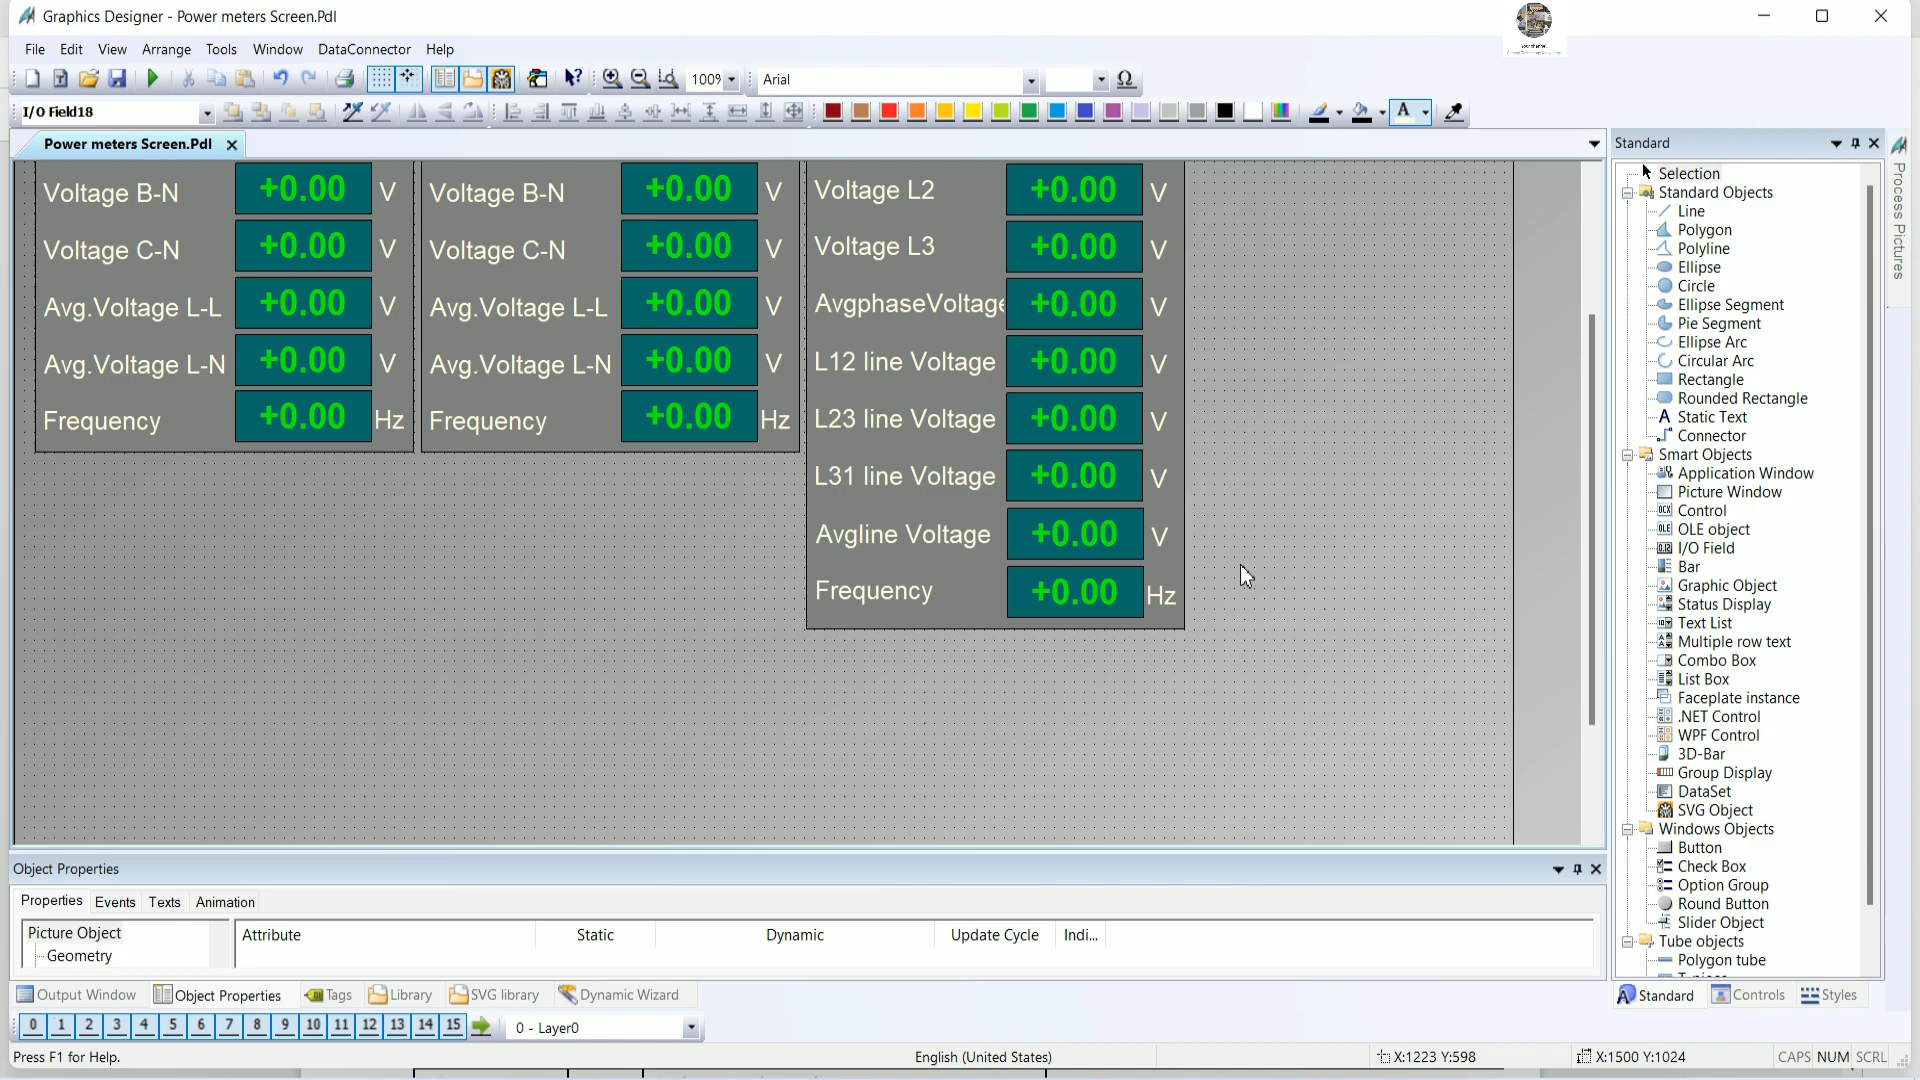 Graphics Designer - Power meters Screen.Pdl
File Edit View Arrange Tools Window DataConnector Help
100% Arial Ω
I/O Field18 A
Power meters Screen.Pdl
Voltage B-N +0.00 V Voltage B-N +0.00 V Voltage L2 +0.00 V
Voltage C-N +0.00 V Voltage C-N +0.00 V Voltage L3 +0.00 V
Avg.Voltage L-L +0.00 V Avg.Voltage L-L +0.00 V AvgphaseVoltage +0.00 V
Avg.Voltage L-N +0.00 V Avg.Voltage L-N +0.00 V L12 line Voltage +0.00 V
Frequency +0.00 Hz Frequency +0.00 Hz L23 line Voltage +0.00 V
L31 line Voltage +0.00 V
Avgline Voltage +0.00 V
Frequency +0.00 Hz
Standard
Selection
Standard Objects
Line
Polygon
Polyline
Ellipse
Circle
Ellipse Segment
Pie Segment
Ellipse Arc
Circular Arc
Rectangle
Rounded Rectangle
A Static Text
Connector
Smart Objects
Application Window
Picture Window
OCX Control
OLE OLE object
I/O Field
Bar
Graphic Object
Status Display
Text List
Multiple row text
Combo Box
List Box
Faceplate instance
.NET Control
WPF Control
3D-Bar
Group Display
DataSet
SVG Object
Windows Objects
Button
Check Box
Option Group
Round Button
Slider Object
Tube objects
Polygon tube
Process Pictures
Standard Controls Styles
Object Properties
Properties Events Texts Animation
Picture Object Attribute Static Dynamic Update Cycle Indi...
Geometry
Output Window Object Properties Tags Library SVG library Dynamic Wizard
0 1 2 3 4 5 6 7 8 9 10 11 12 13 14 15 0 - Layer0
Press F1 for Help. English (United States) X:1223 Y:598 X:1500 Y:1024 CAPS NUM SCRL